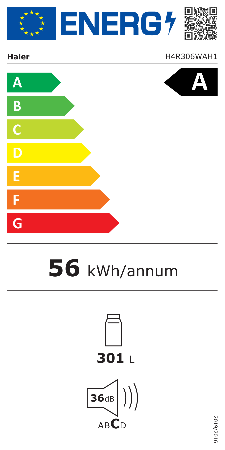 ENERG
Haier H4R306WAH1
A A
B
C
D
E
F
G
56 kWh/annum
301 L
36dB
ABCD